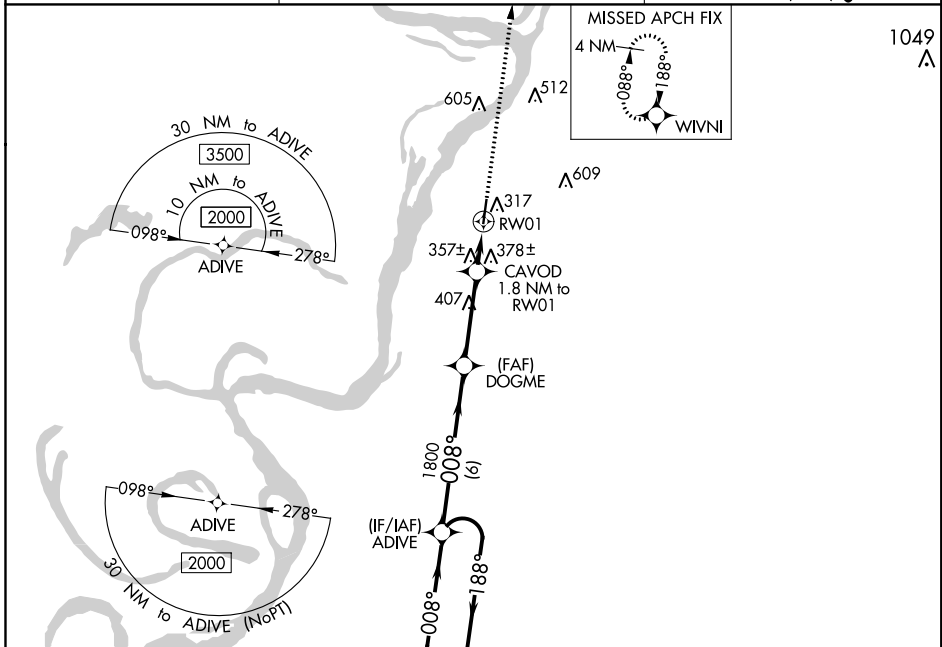 MISSED APCH FIX
4 NM
088°
188°
WIVNI
1049
605
512
609
317
RW01
357±
378±
CAVOD
1.8 NM to
RW01
407
(FAF)
DOGME
1800
008°
(6)
(IF/IAF)
ADIVE
188°
008°
30 NM to ADIVE
3500
10 NM to ADIVE
2000
098°
278°
ADIVE
098°
278°
ADIVE
2000
30 NM to ADIVE (NoPT)